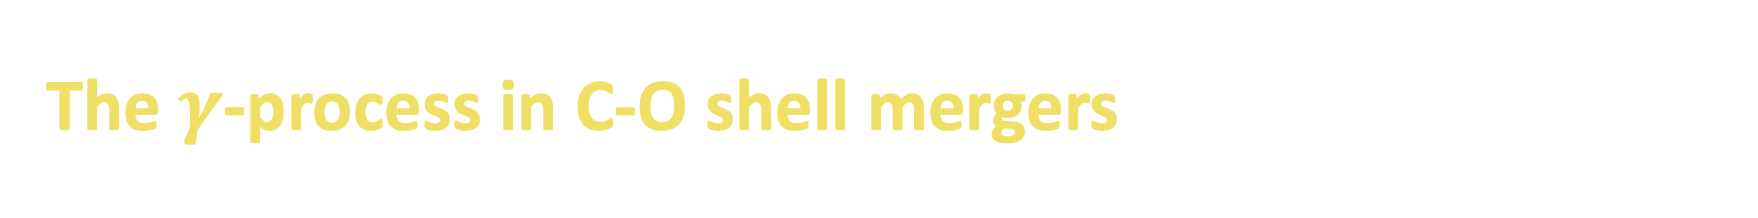 The γ-process in C-O shell mergers